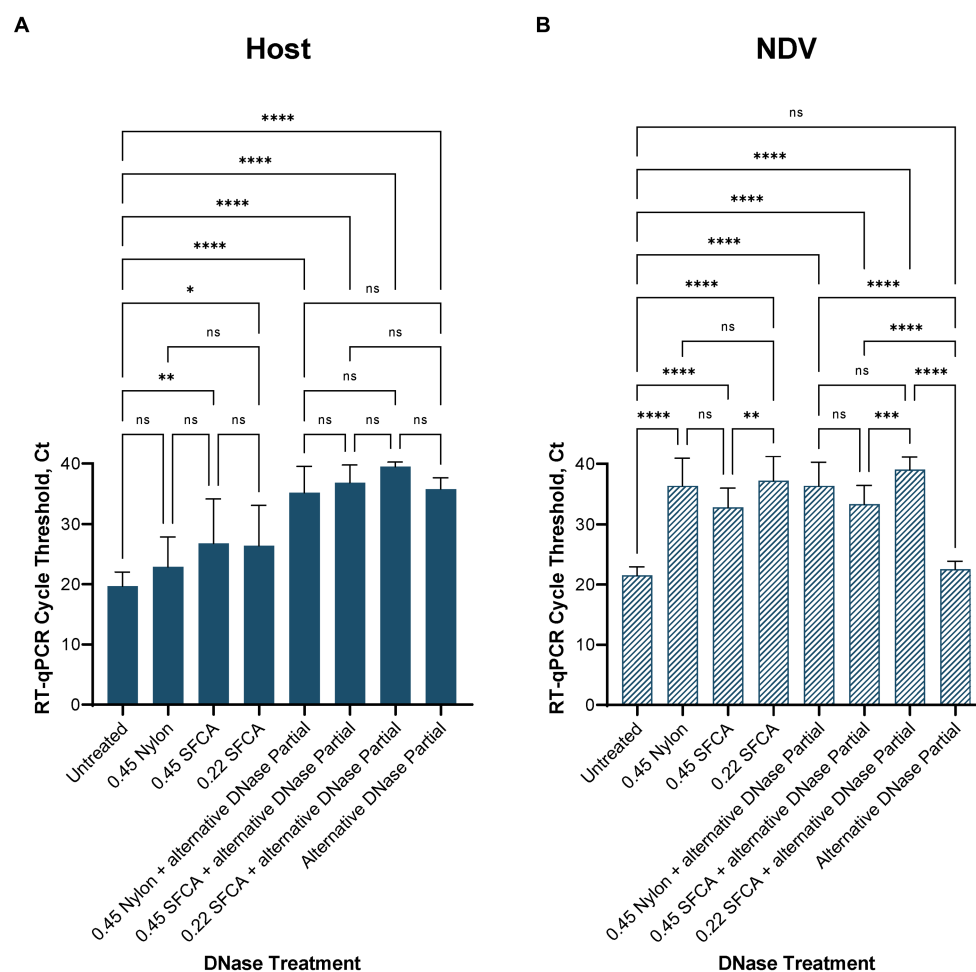 A
Host
****
****
****
****
ns
*
ns
ns
**
ns
ns
ns
ns
ns
ns
ns
RT-qPCR Cycle Threshold, Ct
40
30
20
10
0
Untreated
0.45 Nylon
0.45 SFCA
0.22 SFCA
0.45 Nylon + alternative DNase Partial
0.45 SFCA + alternative DNase Partial
0.22 SFCA + alternative DNase Partial
Alternative DNase Partial
DNase Treatment
B
NDV
ns
****
****
****
****
****
ns
****
****
ns
****
****
ns
**
ns
***
RT-qPCR Cycle Threshold, Ct
40
30
20
10
0
Untreated
0.45 Nylon
0.45 SFCA
0.22 SFCA
0.45 Nylon + alternative DNase Partial
0.45 SFCA + alternative DNase Partial
0.22 SFCA + alternative DNase Partial
Alternative DNase Partial
DNase Treatment